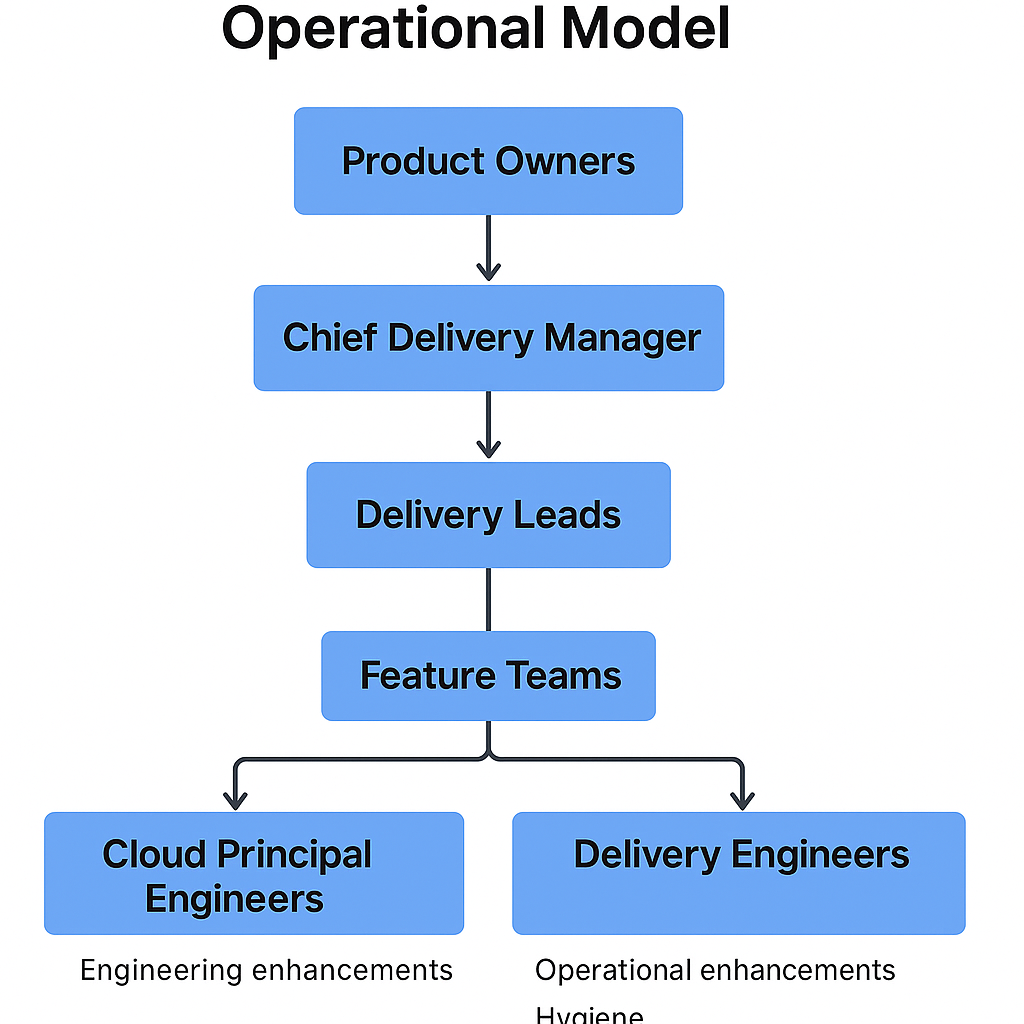 Operational Model
Product Owners
Chief Delivery Manager
Delivery Leads
Feature Teams
Cloud Principal
Engineers
Delivery Engineers
Engineering enhancements
Operational enhancements
Hygiene